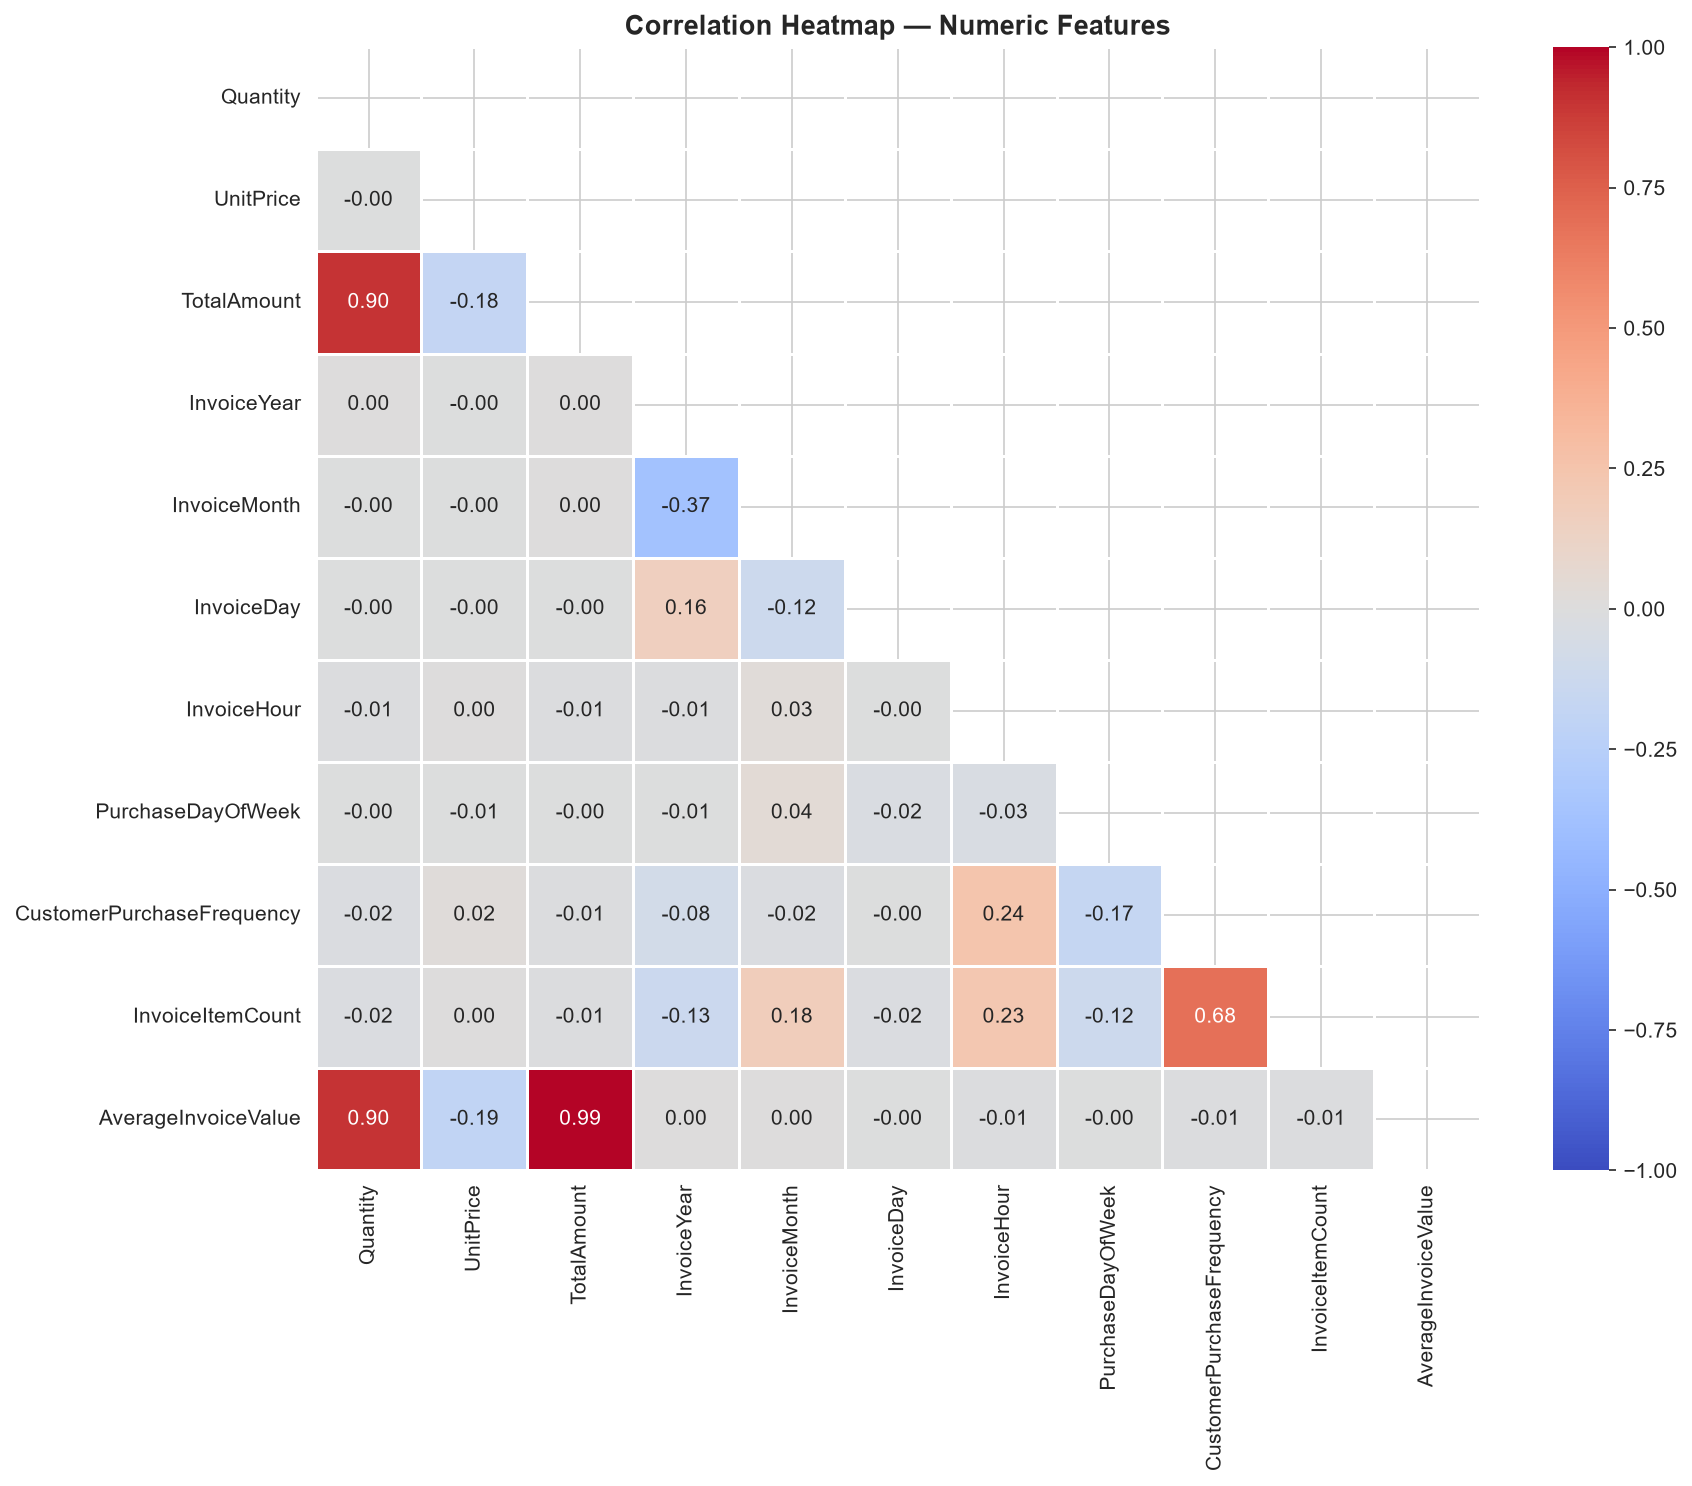 Correlation Heatmap — Numeric Features
Quantity
UnitPrice -0.00
TotalAmount 0.90 -0.18
InvoiceYear 0.00 -0.00 0.00
InvoiceMonth -0.00 -0.00 0.00 -0.37
InvoiceDay -0.00 -0.00 -0.00 0.16 -0.12
InvoiceHour -0.01 0.00 -0.01 -0.01 0.03 -0.00
PurchaseDayOfWeek -0.00 -0.01 -0.00 -0.01 0.04 -0.02 -0.03
CustomerPurchaseFrequency -0.02 0.02 -0.01 -0.08 -0.02 -0.00 0.24 -0.17
InvoiceItemCount -0.02 0.00 -0.01 -0.13 0.18 -0.02 0.23 -0.12 0.68
AverageInvoiceValue 0.90 -0.19 0.99 0.00 0.00 -0.00 -0.01 -0.00 -0.01 -0.01
Quantity
UnitPrice
TotalAmount
InvoiceYear
InvoiceMonth
InvoiceDay
InvoiceHour
PurchaseDayOfWeek
CustomerPurchaseFrequency
InvoiceItemCount
AverageInvoiceValue
1.00
0.75
0.50
0.25
0.00
−0.25
−0.50
−0.75
−1.00